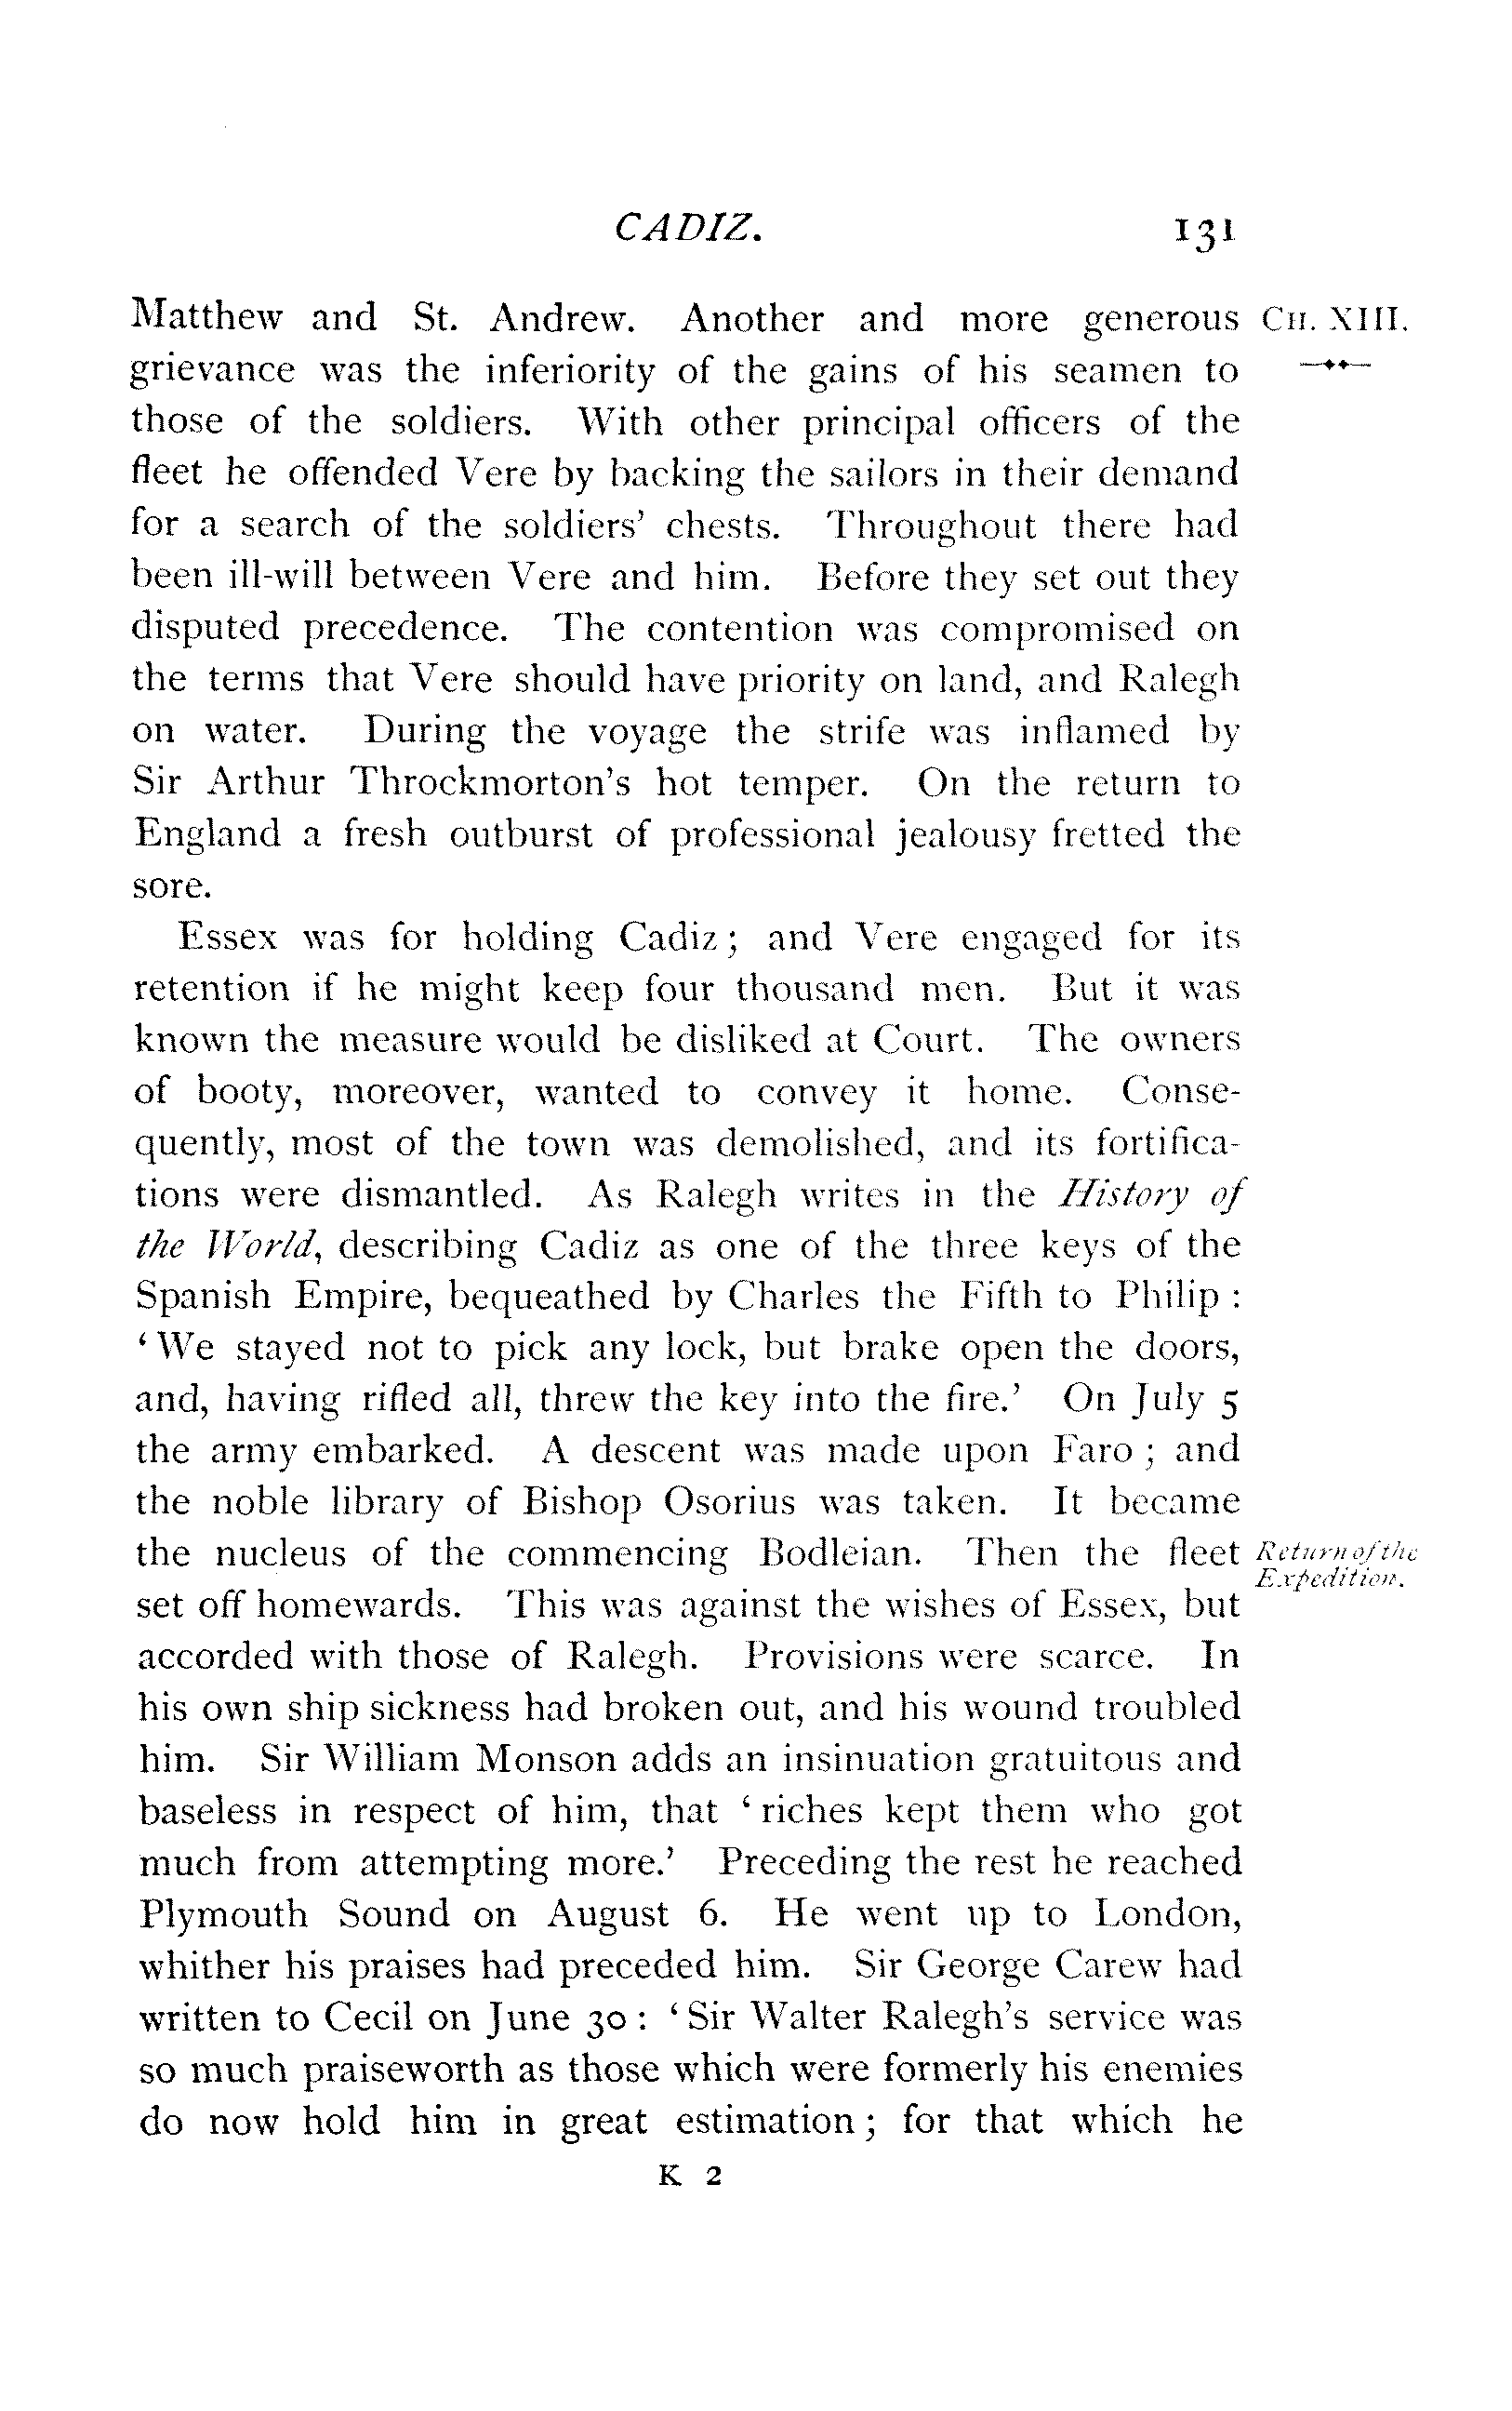 CADIZ. 131
Matthew and St. Andrew. Another and more generous CH. XIII.
grievance was the inferiority of the gains of his seamen to
those of the soldiers. With other principal officers of the
fleet he offended Vere by backing the sailors in their demand
for a search of the soldiers' chests. Throughout there had
been ill-will between Vere and him. Before they set out they
disputed precedence. The contention was compromised on
the terms that Vere should have priority on land, and Ralegh
on water. During the voyage the strife was inflamed by
Sir Arthur Throckmorton's hot temper. On the return to
England a fresh outburst of professional jealousy fretted the
sore.
Essex was for holding Cadiz; and Vere engaged for its
retention if he might keep four thousand men. But it was
known the measure would be disliked at Court. The owners
of booty, moreover, wanted to convey it home. Conse-
quently, most of the town was demolished, and its fortifica-
tions were dismantled. As Ralegh writes in the History of
the World, describing Cadiz as one of the three keys of the
Spanish Empire, bequeathed by Charles the Fifth to Philip :
'We stayed not to pick any lock, but brake open the doors,
and, having rifled all, threw the key into the fire.' On July 5
the army embarked. A descent was made upon Faro ; and
the noble library of Bishop Osorius was taken. It became
the nucleus of the commencing Bodleian. Then the fleet Return of the
Expedition.
set off homewards. This was against the wishes of Essex, but
accorded with those of Ralegh. Provisions were scarce. In
his own ship sickness had broken out, and his wound troubled
him. Sir William Monson adds an insinuation gratuitous and
baseless in respect of him, that 'riches kept them who got
much from attempting more.' Preceding the rest he reached
Plymouth Sound on August 6. He went up to London,
whither his praises had preceded him. Sir George Carew had
written to Cecil on June 30 : 'Sir Walter Ralegh's service was
so much praiseworth as those which were formerly his enemies
do now hold him in great estimation ; for that which he
K 2